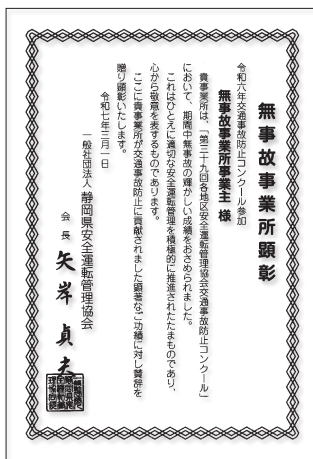 無事故事業所顕彰
令和六年交通事故防止コンクール参加
無事故事業所事業主 様
貴事業所は、「第三十九回各地区安全運転管理協会交通事故防止コンクール」
において、期間中無事故の輝かしい成績をおさめられました。
これはひとえに適切な安全運転管理を積極的に推進されたたまものであり、
心から敬意を表するものであります。
ここに貴事業所が交通事故防止に貢献されました顕著なご功績に対し賛辞を
贈り顕彰いたします。
令和七年三月一日
一般社団法人 静岡県安全運転管理協会
会長 矢岸貞夫